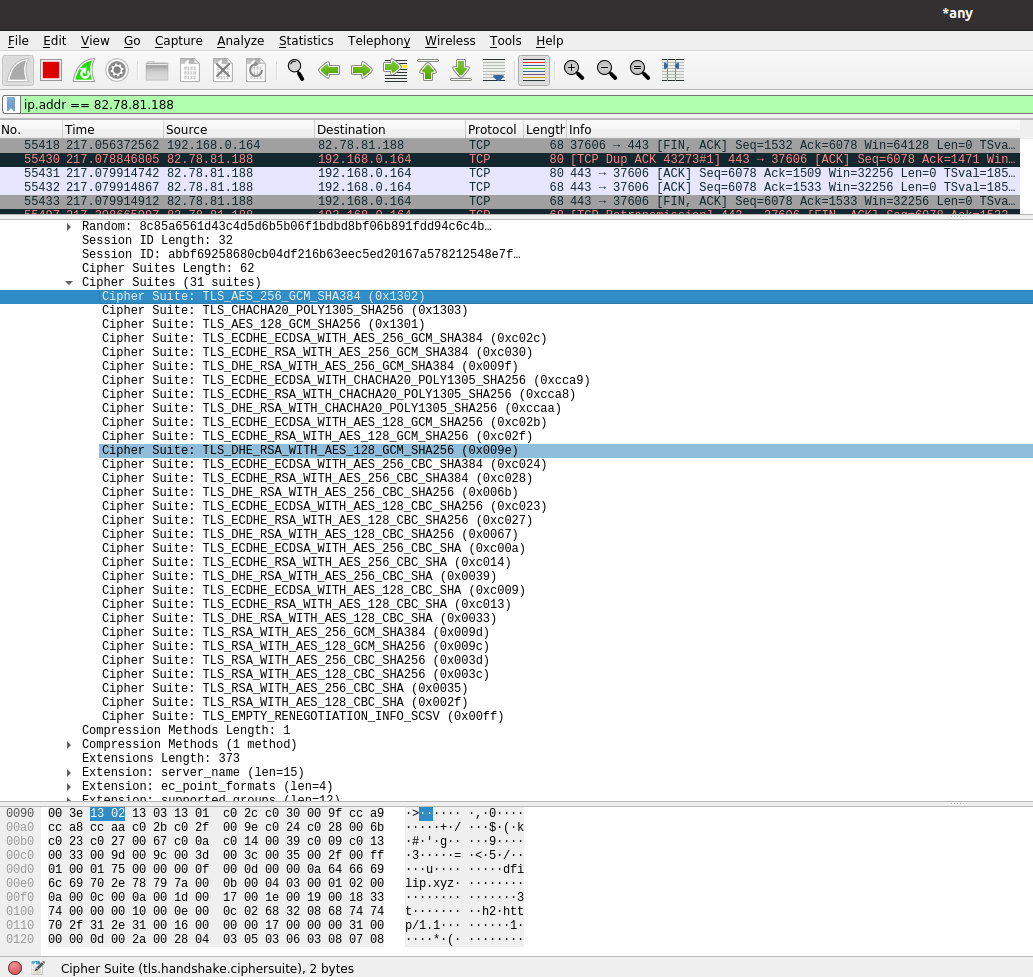 *any
File Edit View Go Capture Analyze Statistics Telephony Wireless Tools Help
ip.addr == 82.78.81.188
No. Time Source Destination Protocol Length Info
55418 217.056372562 192.168.0.164 82.78.81.188 TCP 68 37606 → 443 [FIN, ACK] Seq=1532 Ack=6078 Win=64128 Len=0 TSva…
55430 217.078846805 82.78.81.188 192.168.0.164 TCP 80 [TCP Dup ACK 43273#1] 443 → 37606 [ACK] Seq=6078 Ack=1471 Win…
55431 217.079914742 82.78.81.188 192.168.0.164 TCP 80 443 → 37606 [ACK] Seq=6078 Ack=1509 Win=32256 Len=0 TSval=185…
55432 217.079914867 82.78.81.188 192.168.0.164 TCP 68 443 → 37606 [ACK] Seq=6078 Ack=1533 Win=32256 Len=0 TSval=185…
55433 217.079914912 82.78.81.188 192.168.0.164 TCP 68 443 → 37606 [FIN, ACK] Seq=6078 Ack=1533 Win=32256 Len=0 TSva…
Random: 8c85a6561d43c4d5d6b5b06f1bdbd8bf06b891fdd94c6c4b…
Session ID Length: 32
Session ID: abbf69258680cb04df216b63eec5ed20167a578212548e7f…
Cipher Suites Length: 62
Cipher Suites (31 suites)
Cipher Suite: TLS_AES_256_GCM_SHA384 (0x1302)
Cipher Suite: TLS_CHACHA20_POLY1305_SHA256 (0x1303)
Cipher Suite: TLS_AES_128_GCM_SHA256 (0x1301)
Cipher Suite: TLS_ECDHE_ECDSA_WITH_AES_256_GCM_SHA384 (0xc02c)
Cipher Suite: TLS_ECDHE_RSA_WITH_AES_256_GCM_SHA384 (0xc030)
Cipher Suite: TLS_DHE_RSA_WITH_AES_256_GCM_SHA384 (0x009f)
Cipher Suite: TLS_ECDHE_ECDSA_WITH_CHACHA20_POLY1305_SHA256 (0xcca9)
Cipher Suite: TLS_ECDHE_RSA_WITH_CHACHA20_POLY1305_SHA256 (0xcca8)
Cipher Suite: TLS_DHE_RSA_WITH_CHACHA20_POLY1305_SHA256 (0xccaa)
Cipher Suite: TLS_ECDHE_ECDSA_WITH_AES_128_GCM_SHA256 (0xc02b)
Cipher Suite: TLS_ECDHE_RSA_WITH_AES_128_GCM_SHA256 (0xc02f)
Cipher Suite: TLS_DHE_RSA_WITH_AES_128_GCM_SHA256 (0x009e)
Cipher Suite: TLS_ECDHE_ECDSA_WITH_AES_256_CBC_SHA384 (0xc024)
Cipher Suite: TLS_ECDHE_RSA_WITH_AES_256_CBC_SHA384 (0xc028)
Cipher Suite: TLS_DHE_RSA_WITH_AES_256_CBC_SHA256 (0x006b)
Cipher Suite: TLS_ECDHE_ECDSA_WITH_AES_128_CBC_SHA256 (0xc023)
Cipher Suite: TLS_ECDHE_RSA_WITH_AES_128_CBC_SHA256 (0xc027)
Cipher Suite: TLS_DHE_RSA_WITH_AES_128_CBC_SHA256 (0x0067)
Cipher Suite: TLS_ECDHE_ECDSA_WITH_AES_256_CBC_SHA (0xc00a)
Cipher Suite: TLS_ECDHE_RSA_WITH_AES_256_CBC_SHA (0xc014)
Cipher Suite: TLS_DHE_RSA_WITH_AES_256_CBC_SHA (0x0039)
Cipher Suite: TLS_ECDHE_ECDSA_WITH_AES_128_CBC_SHA (0xc009)
Cipher Suite: TLS_ECDHE_RSA_WITH_AES_128_CBC_SHA (0xc013)
Cipher Suite: TLS_DHE_RSA_WITH_AES_128_CBC_SHA (0x0033)
Cipher Suite: TLS_RSA_WITH_AES_256_GCM_SHA384 (0x009d)
Cipher Suite: TLS_RSA_WITH_AES_128_GCM_SHA256 (0x009c)
Cipher Suite: TLS_RSA_WITH_AES_256_CBC_SHA256 (0x003d)
Cipher Suite: TLS_RSA_WITH_AES_128_CBC_SHA256 (0x003c)
Cipher Suite: TLS_RSA_WITH_AES_256_CBC_SHA (0x0035)
Cipher Suite: TLS_RSA_WITH_AES_128_CBC_SHA (0x002f)
Cipher Suite: TLS_EMPTY_RENEGOTIATION_INFO_SCSV (0x00ff)
Compression Methods Length: 1
Compression Methods (1 method)
Extensions Length: 373
Extension: server_name (len=15)
Extension: ec_point_formats (len=4)
Extension: supported_groups (len=12)
0090 00 3e 13 02 13 03 13 01 c0 2c c0 30 00 9f cc a9 ·>······ ·,·0····
00a0 cc a8 cc aa c0 2b c0 2f 00 9e c0 24 c0 28 00 6b ·····+·/ ···$·(·k
00b0 c0 23 c0 27 00 67 c0 0a c0 14 00 39 c0 09 c0 13 ·#·'·g·· ···9····
00c0 00 33 00 9d 00 9c 00 3d 00 3c 00 35 00 2f 00 ff ·3·····= ·<·5·/··
00d0 01 00 01 75 00 00 00 0f 00 0d 00 00 0a 64 66 69 ···u···· ·····dfi
00e0 6c 69 70 2e 78 79 7a 00 0b 00 04 03 00 01 02 00 lip.xyz· ········
00f0 0a 00 0c 00 0a 00 1d 00 17 00 1e 00 19 00 18 33 ········ ·······3
0100 74 00 00 00 10 00 0e 00 0c 02 68 32 08 68 74 74 t······· ··h2·htt
0110 70 2f 31 2e 31 00 16 00 00 00 17 00 00 00 31 00 p/1.1··· ······1·
0120 00 00 0d 00 2a 00 28 04 03 05 03 06 03 08 07 08 ····*·(· ········
Cipher Suite (tls.handshake.ciphersuite), 2 bytes